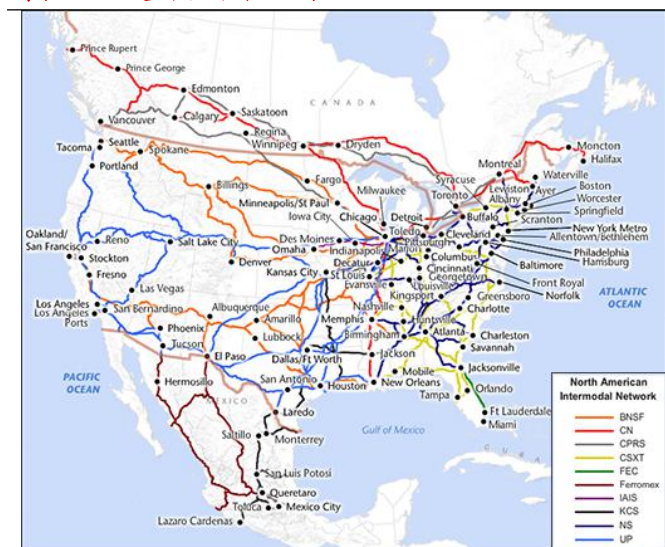 Prince Rupert
Prince George
Edmonton
CANADA
Calgary
Saskatoon
Vancouver
Regina
Winnipeg
Dryden
Moncton
Halifax
Seattle
Tacoma
Spokane
Portland
Montreal
Waterville
Syracuse
Lewiston
Ayer
Boston
Albany
Worcester
Springfield
Fargo
Billings
Milwaukee
Toronto
Minneapolis/St Paul
Detroit
Buffalo
Scranton
Iowa City
Chicago
Toledo
Cleveland
New York Metro
Oakland/
San Francisco
Reno
Salt Lake City
Des Moines
Omaha
Indianapolis
Pittsburgh
Marion
Allentown/Bethlehem
Philadelphia
Harrisburg
Stockton
Denver
Decatur
Columbus
Kansas City
St Louis
Cincinnati
Baltimore
Fresno
Evansville
Georgetown
Front Royal
Las Vegas
Louisville
Norfolk
Kingsport
Greensboro
ATLANTIC
OCEAN
Los Angeles
Los Angeles
Ports
San Bernardino
Albuquerque
Amarillo
Nashville
Charlotte
Memphis
Huntsville
Phoenix
Lubbock
Birmingham
Atlanta
Charleston
Tucson
El Paso
Dallas/Ft Worth
Jackson
Savannah
PACIFIC
OCEAN
Hermosillo
MEXICO
San Antonio
Houston
Mobile
New Orleans
Jacksonville
Tampa
Orlando
Laredo
Ft Lauderdale
Miami
Gulf of Mexico
Saltillo
Monterrey
CUBA
San Luis Potosi
Queretaro
Toluca
Mexico City
Lazaro Cardenas
North American
Intermodal Network
BNSF
CN
CPRS
CSXT
FEC
Ferromex
IAIS
KCS
NS
UP